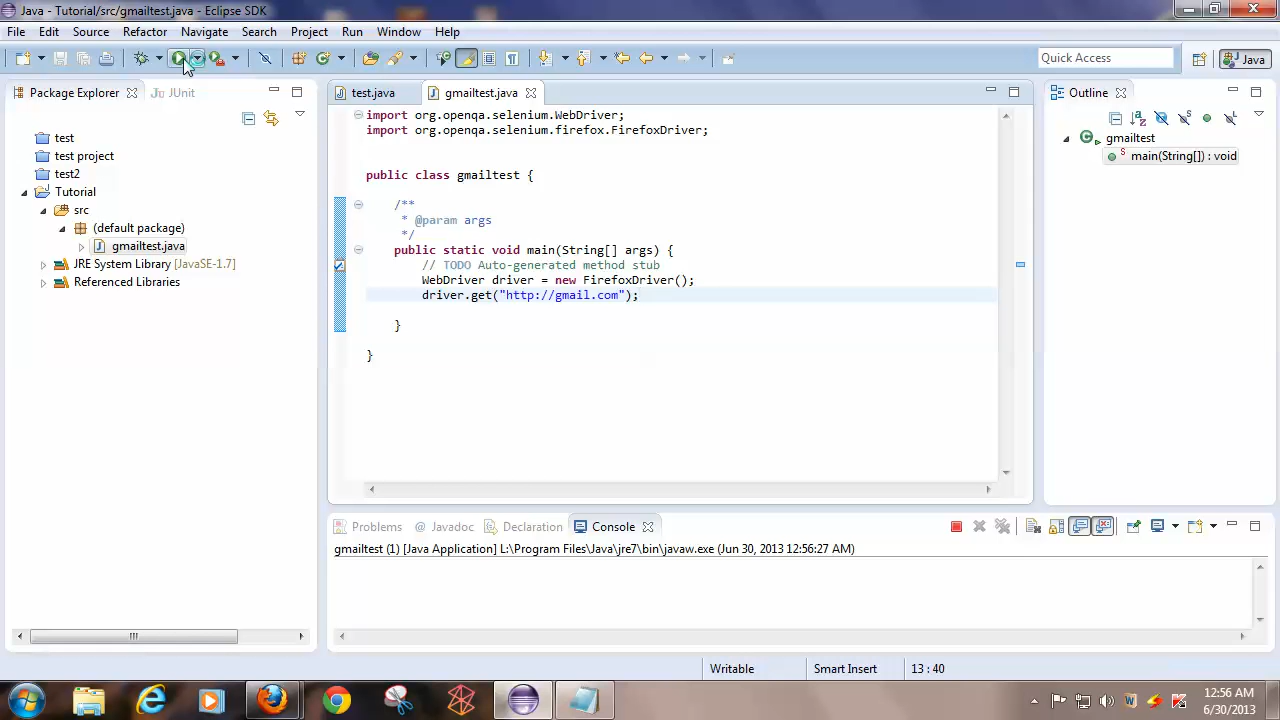 Java - Tutorial/src/gmailtest.java - Eclipse SDK
File Edit Source Refactor Navigate Search Project Run Window Help
Quick Access
Java
Package Explorer
JUnit
test.java
gmailtest.java
Outline
test
test project
test2
Tutorial
src
(default package)
gmailtest.java
JRE System Library [JavaSE-1.7]
Referenced Libraries
import org.openqa.selenium.WebDriver;
import org.openqa.selenium.firefox.FirefoxDriver;
public class gmailtest {
/**
* @param args
*/
public static void main(String[] args) {
// TODO Auto-generated method stub
WebDriver driver = new FirefoxDriver();
driver.get("http://gmail.com");
}
}
gmailtest
main(String[]) : void
Problems @ Javadoc Declaration Console
gmailtest (1) [Java Application] L:\Program Files\Java\jre7\bin\javaw.exe (Jun 30, 2013 12:56:27 AM)
Writable Smart Insert 13 : 40
12:56 AM
6/30/2013